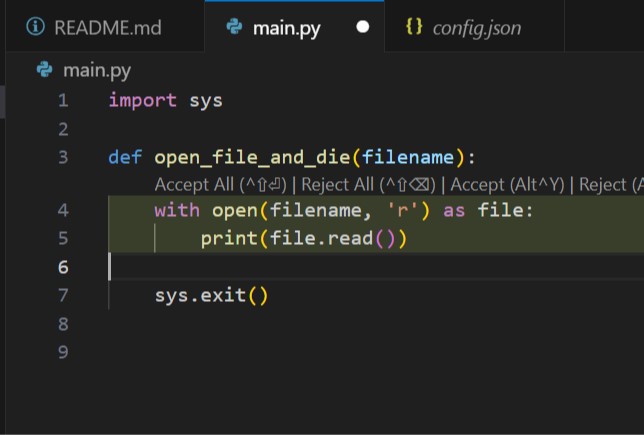 README.md main.py config.json
main.py
1 import sys
2
3 def open_file_and_die(filename):
Accept All (^⇧⏎) | Reject All (^⇧⌫) | Accept (Alt^Y) | Reject (A
4 with open(filename, 'r') as file:
5 print(file.read())
6
7 sys.exit()
8
9